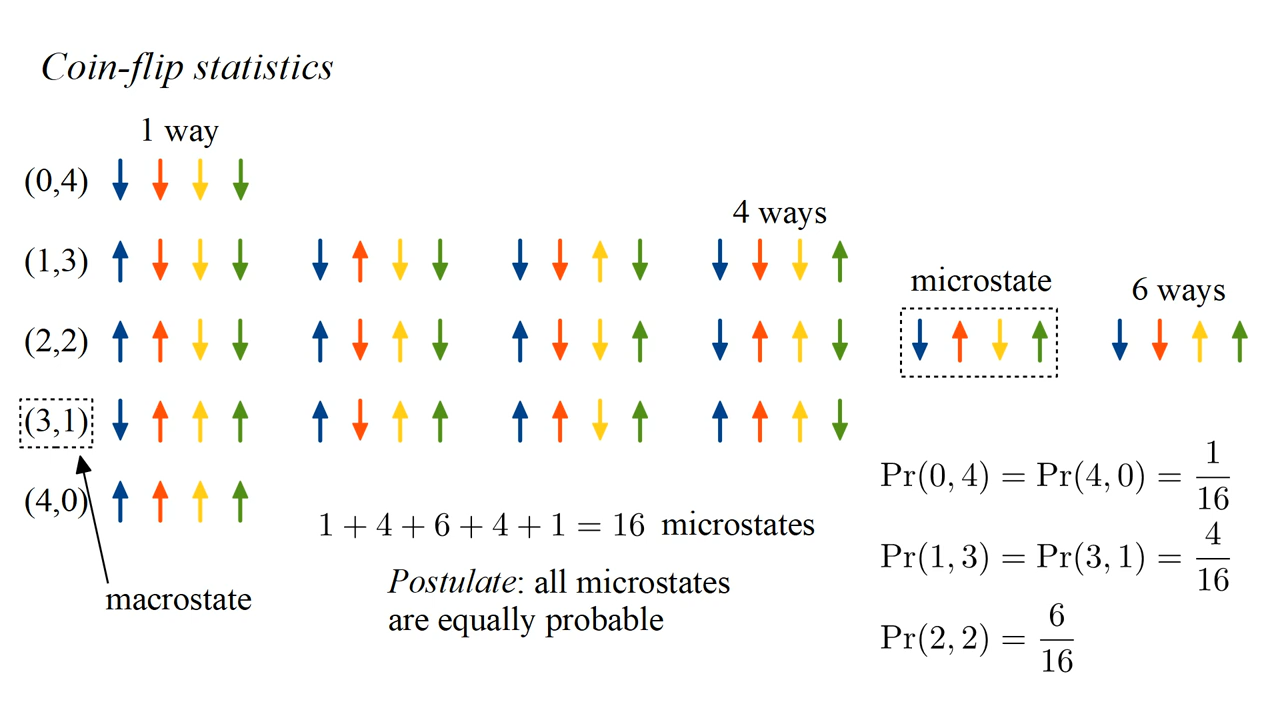 Coin-flip statistics
1 way
(0,4)
4 ways
(1,3)
microstate
6 ways
(2,2)
(3,1)
(4,0)
macrostate
1 + 4 + 6 + 4 + 1 = 16 microstates
Postulate: all microstates
are equally probable
Pr(0, 4) = Pr(4, 0) = 1/16
Pr(1, 3) = Pr(3, 1) = 4/16
Pr(2, 2) = 6/16